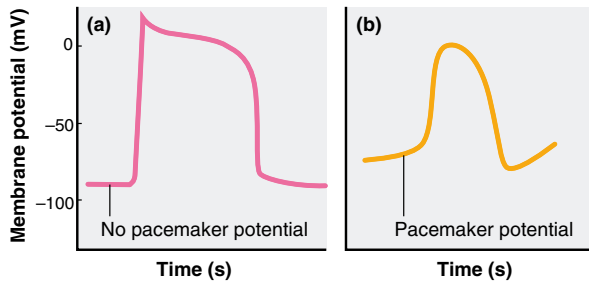 Membrane potential (mV)
0
−50
−100
(a)
No pacemaker potential
Time (s)
(b)
Pacemaker potential
Time (s)